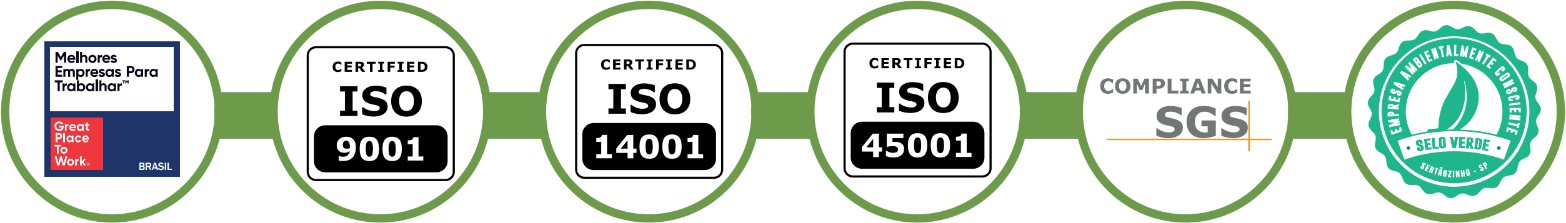 Melhores
Empresas Para
Trabalhar™
Great
Place
To
Work®
BRASIL
CERTIFIED
ISO
9001
CERTIFIED
ISO
14001
CERTIFIED
ISO
45001
COMPLIANCE
SGS
EMPRESA AMBIENTALMENTE CONSCIENTE
• SELO VERDE •
SERTÃOZINHO - SP